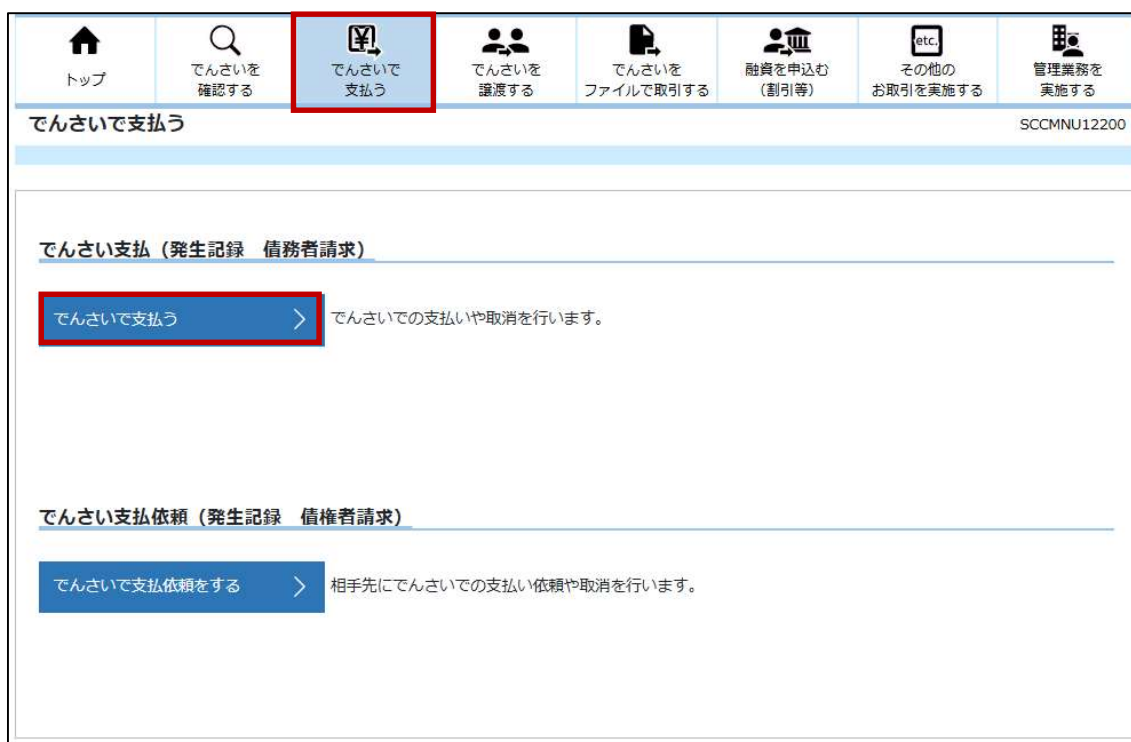 トップ
でんさいを
確認する
でんさいで
支払う
でんさいを
譲渡する
でんさいを
ファイルで取引する
融資を申込む
(割引等)
etc.
その他の
お取引を実施する
管理業務を
実施する
でんさいで支払う
SCCMNU12200
でんさい支払（発生記録　債務者請求）
でんさいで支払う
でんさいでの支払いや取消を行います。
でんさい支払依頼（発生記録　債権者請求）
でんさいで支払依頼をする
相手先にでんさいでの支払い依頼や取消を行います。